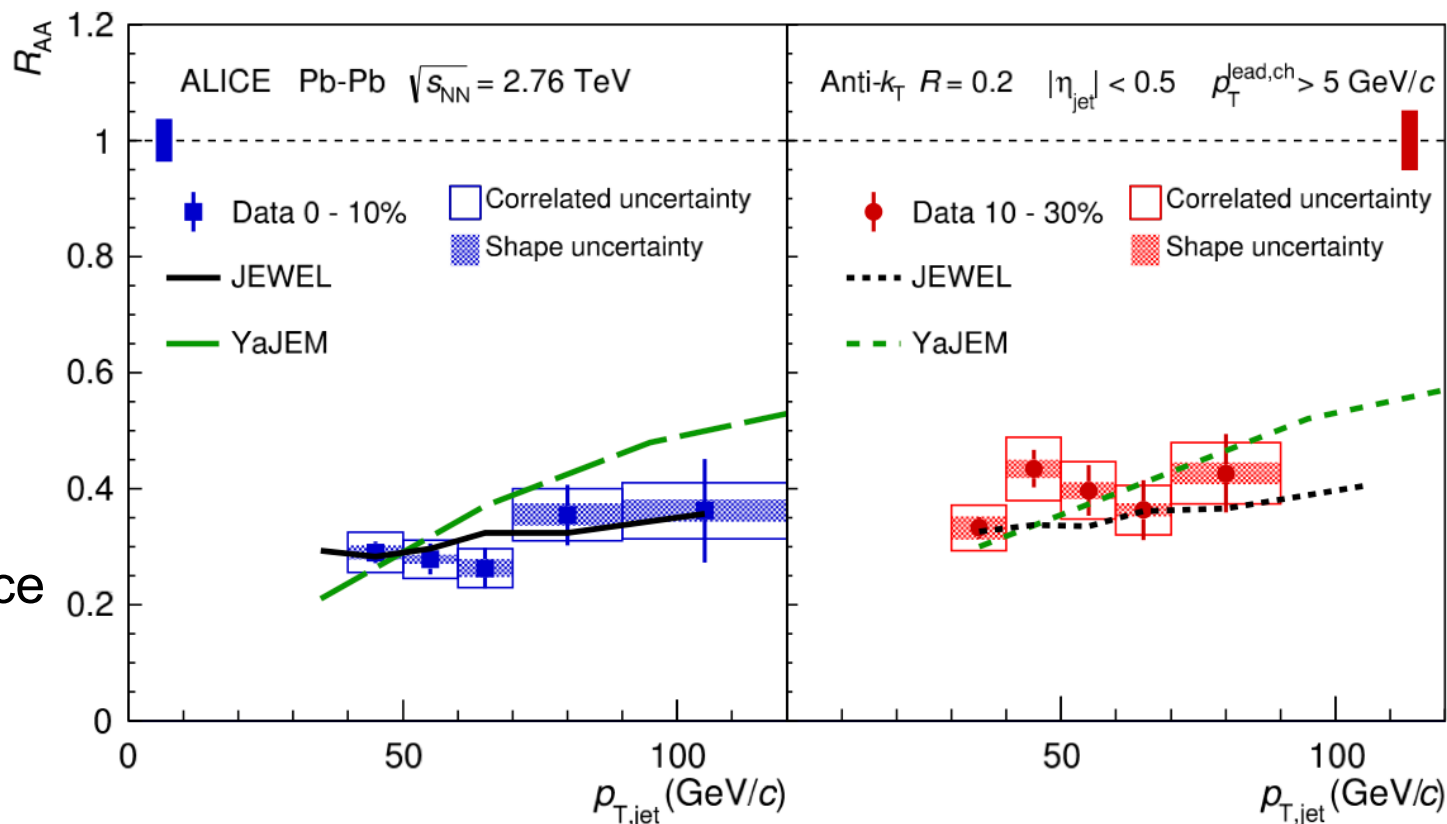 R_AA
1.2
1
0.8
0.6
0.4
0.2
0
ALICE Pb-Pb √s_NN = 2.76 TeV
Data 0 - 10%
Correlated uncertainty
Shape uncertainty
JEWEL
YaJEM
0 50 100
p_T,jet (GeV/c)
Anti-k_T R = 0.2 |η_jet| < 0.5 p_T^lead,ch > 5 GeV/c
Data 10 - 30%
Correlated uncertainty
Shape uncertainty
JEWEL
YaJEM
50 100
p_T,jet (GeV/c)